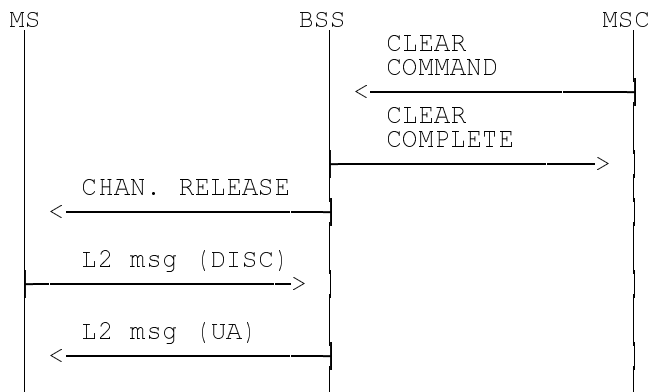 MS BSS MSC
CLEAR
COMMAND
CLEAR
COMPLETE
CHAN. RELEASE
L2 msg (DISC)
L2 msg (UA)